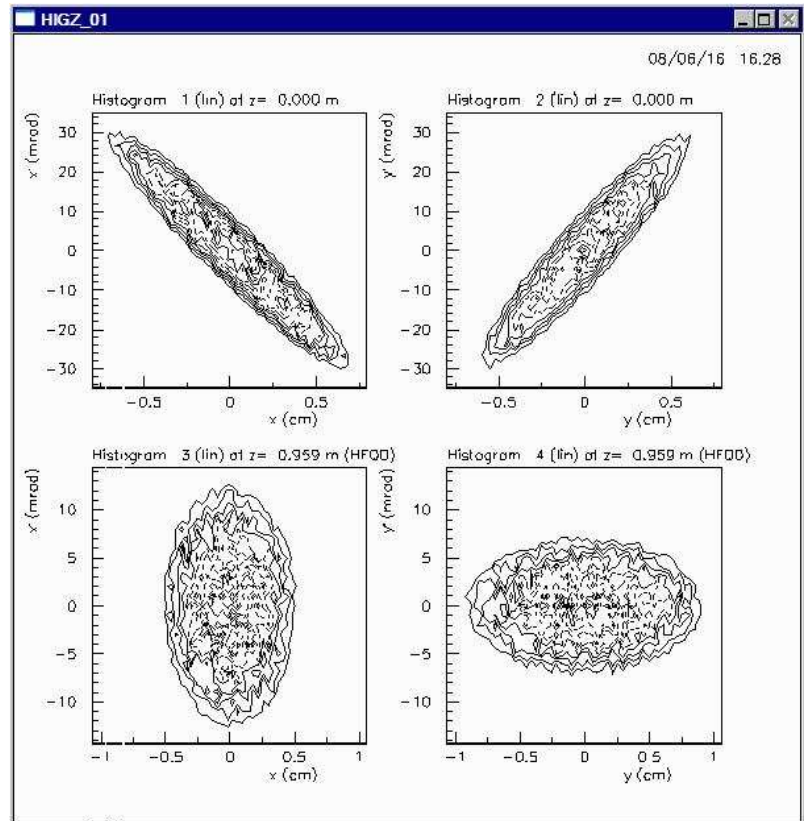 HIGZ_01
08/06/16 16.28
Histogram 1 (lin) at z= 0.000 m
x' (mrad)
30
20
10
0
-10
-20
-30
-0.5 0 0.5
x (cm)
Histogram 2 (lin) at z= 0.000 m
y' (mrad)
30
20
10
0
-10
-20
-30
-0.5 0 0.5
y (cm)
Histogram 3 (lin) at z= 0.959 m (HFOD)
x' (mrad)
10
5
0
-5
-10
-1 -0.5 0 0.5 1
x (cm)
Histogram 4 (lin) at z= 0.959 m (HFOD)
y' (mrad)
10
5
0
-5
-10
-1 -0.5 0 0.5 1
y (cm)